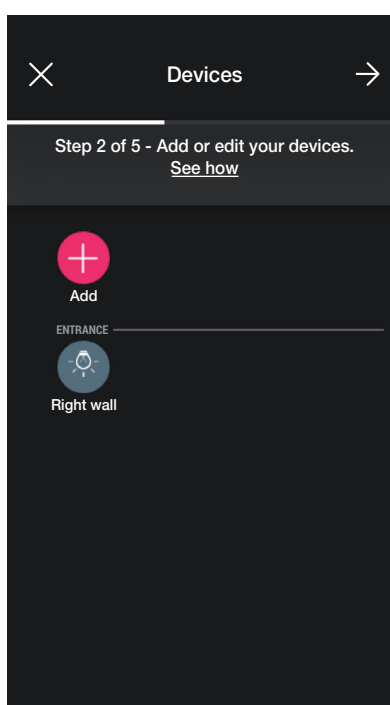 Devices
Step 2 of 5 - Add or edit your devices.
See how
Add
ENTRANCE
Right wall